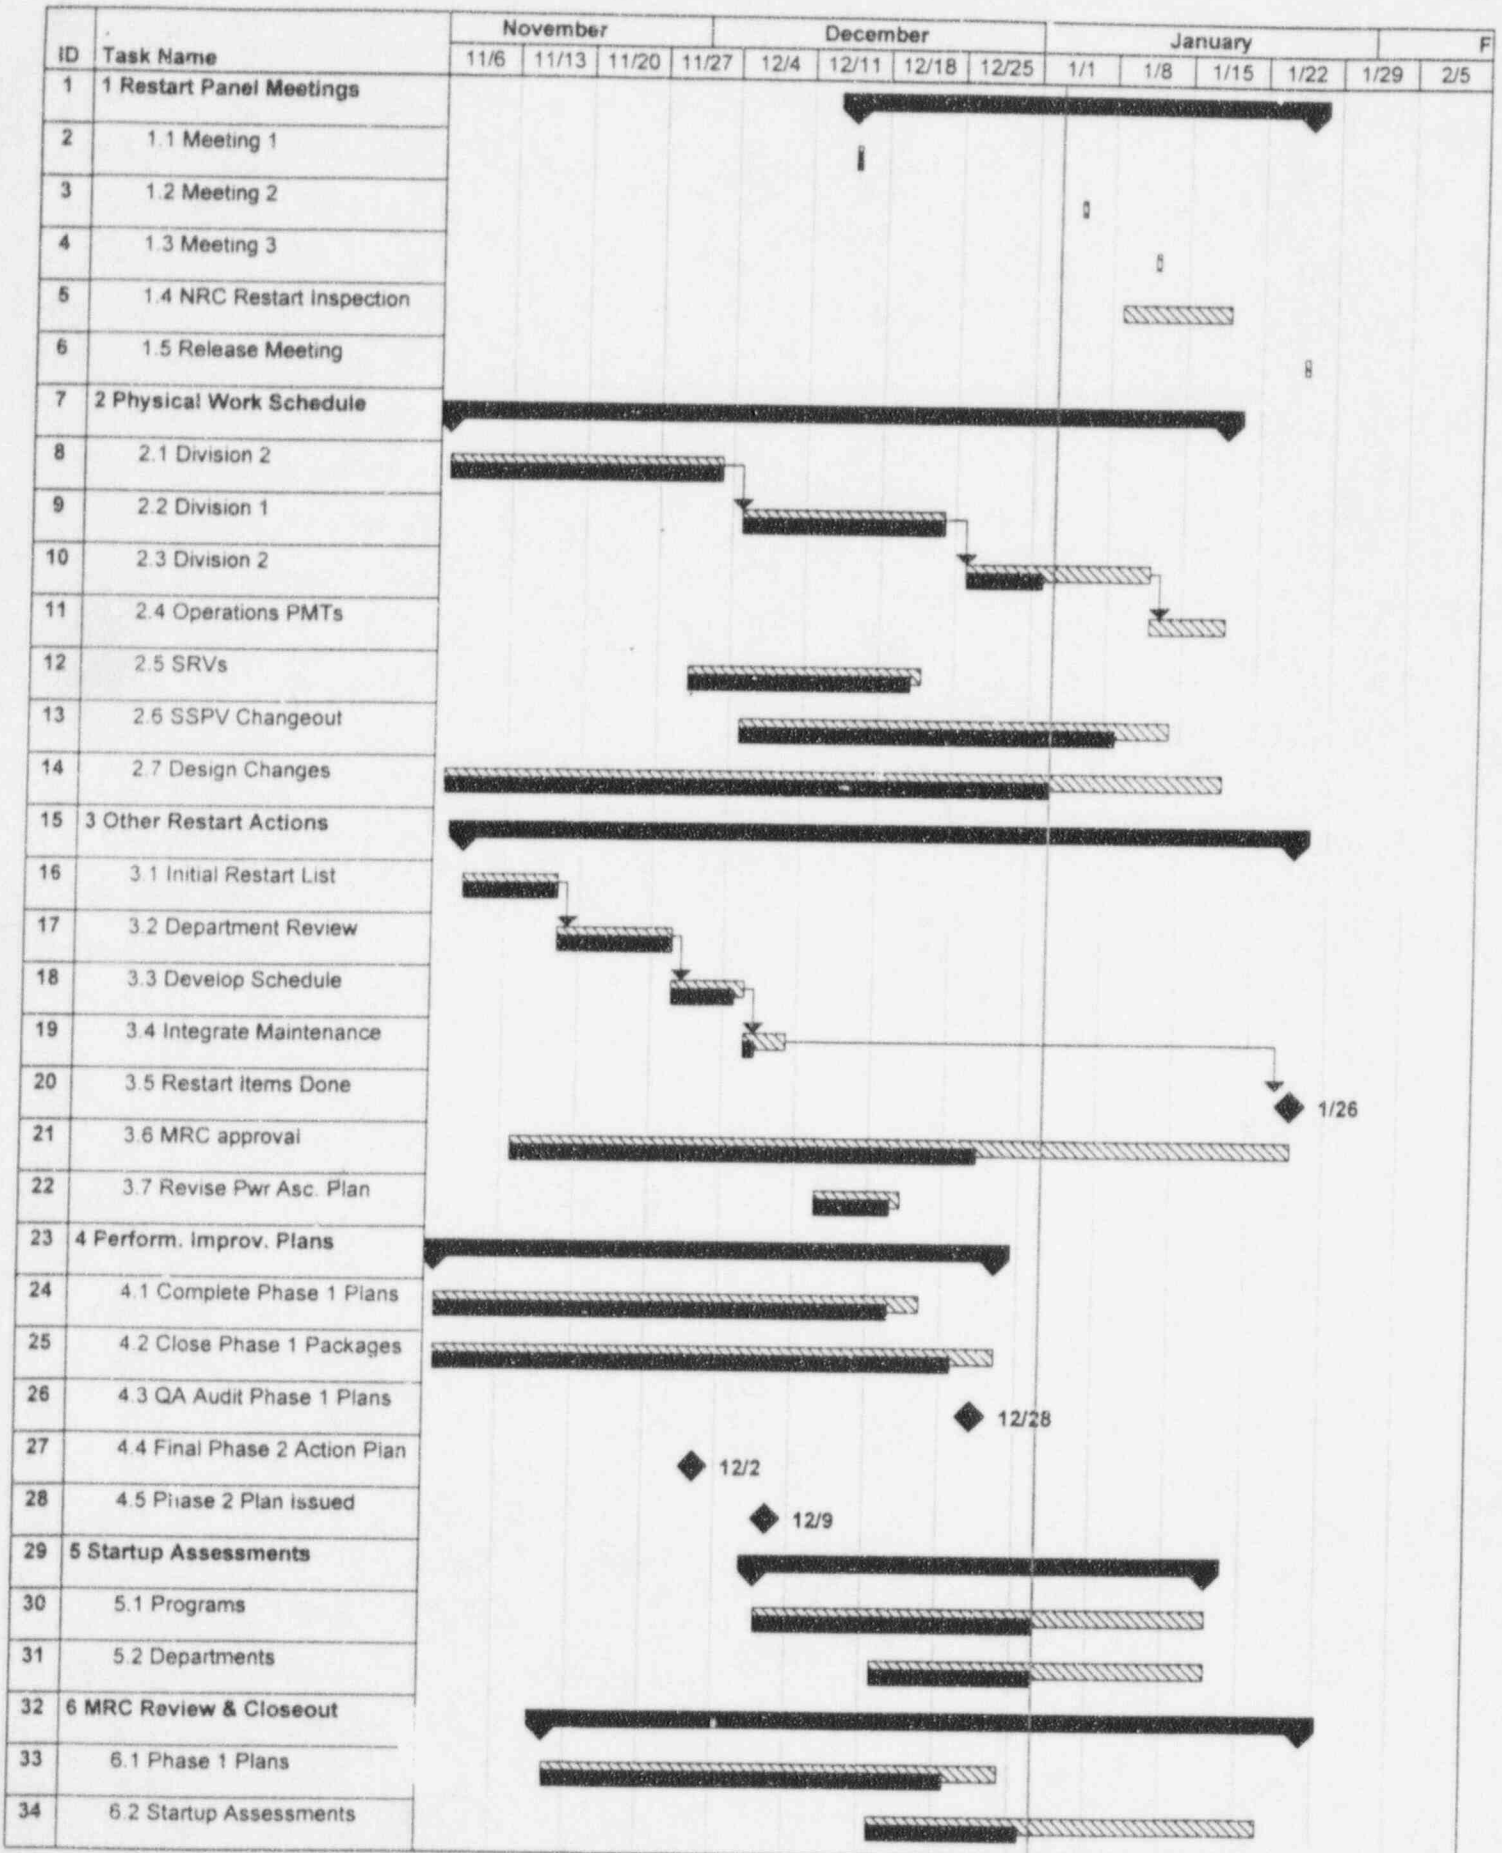 November December January F
ID Task Name 11/6 11/13 11/20 11/27 12/4 12/11 12/18 12/25 1/1 1/8 1/15 1/22 1/29 2/5
1 1 Restart Panel Meetings
2 1.1 Meeting 1
3 1.2 Meeting 2
4 1.3 Meeting 3
5 1.4 NRC Restart Inspection
6 1.5 Release Meeting
7 2 Physical Work Schedule
8 2.1 Division 2
9 2.2 Division 1
10 2.3 Division 2
11 2.4 Operations PMTs
12 2.5 SRVs
13 2.6 SSPV Changeout
14 2.7 Design Changes
15 3 Other Restart Actions
16 3.1 Initial Restart List
17 3.2 Department Review
18 3.3 Develop Schedule
19 3.4 Integrate Maintenance
20 3.5 Restart Items Done 1/26
21 3.6 MRC approval
22 3.7 Revise Pwr Asc. Plan
23 4 Perform. Improv. Plans
24 4.1 Complete Phase 1 Plans
25 4.2 Close Phase 1 Packages
26 4.3 QA Audit Phase 1 Plans 12/28
27 4.4 Final Phase 2 Action Plan 12/2
28 4.5 Phase 2 Plan Issued 12/9
29 5 Startup Assessments
30 5.1 Programs
31 5.2 Departments
32 6 MRC Review & Closeout
33 6.1 Phase 1 Plans
34 6.2 Startup Assessments